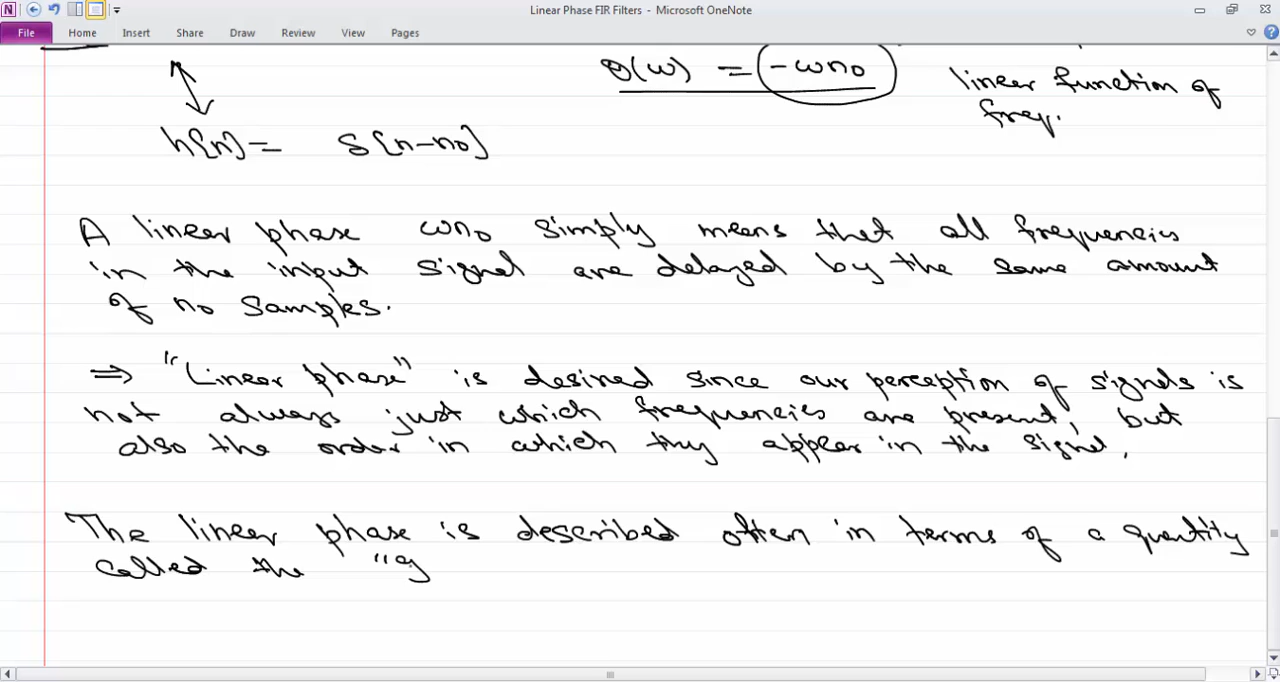 Linear Phase FIR Filters - Microsoft OneNote
File Home Insert Share Draw Review View Pages
θ(ω) = -ωn₀
linear function of
freq.
h[n] = δ[n-n₀]
A linear phase ωn₀ simply means that all frequencies
in the input signal are delayed by the same amount
of n₀ samples.
⇒ "Linear phase" is desired since our perception of signals is
not always just which frequencies are present, but
also the order in which they appear in the signal.
The linear phase is described often in terms of a quantity
called the "g